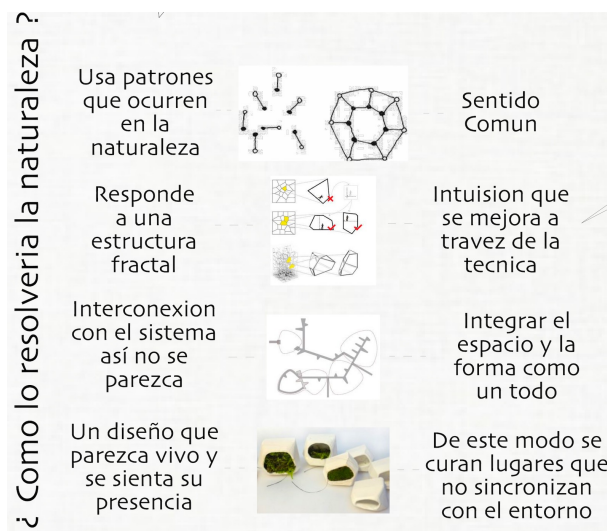 ¿ Como lo resolveria la naturaleza ?
Usa patrones
que ocurren
en la
naturaleza
Sentido
Comun
Responde
a una
estructura
fractal
Intuision que
se mejora a
travez de la
tecnica
Interconexion
con el sistema
así no se
parezca
Integrar el
espacio y la
forma como
un todo
Un diseño que
parezca vivo y
se sienta su
presencia
De este modo se
curan lugares que
no sincronizan
con el entorno